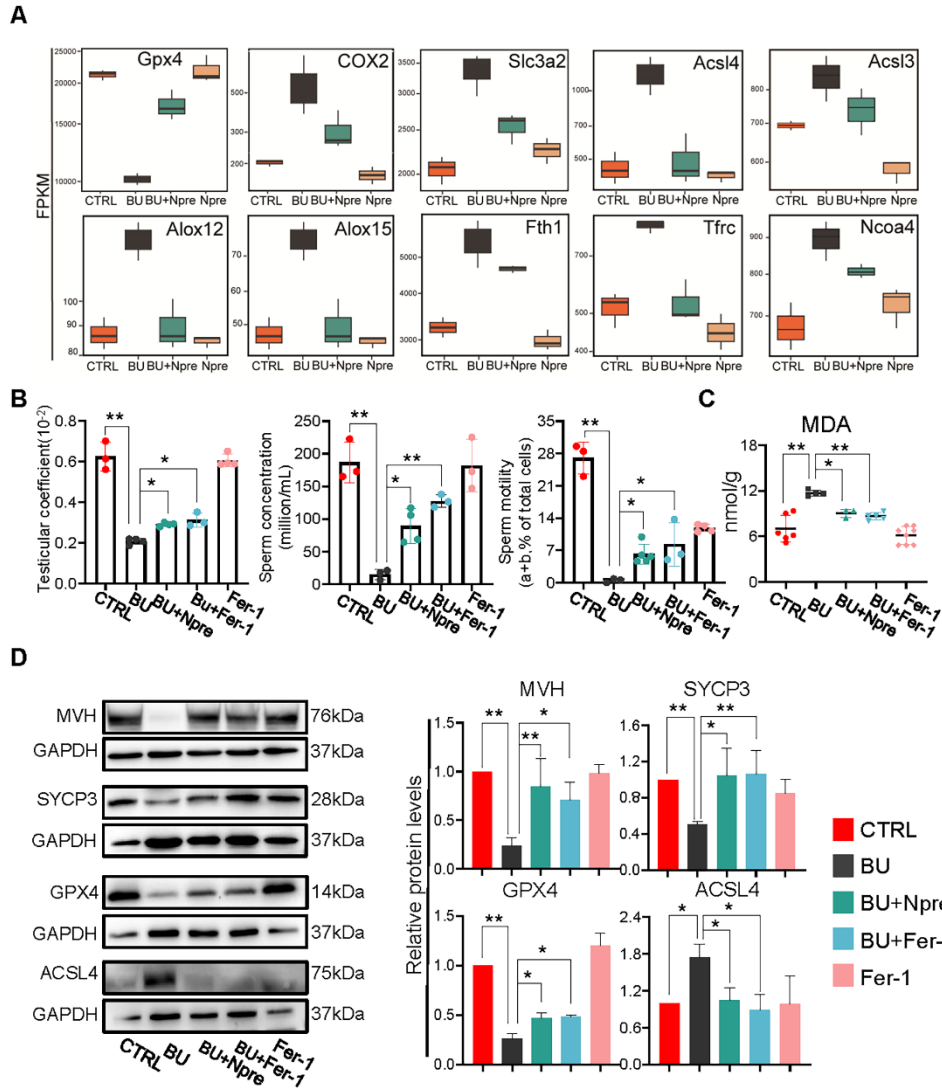 A
FPKM
Gpx4
25000
20000
15000
10000
CTRL BU BU+Npre Npre
COX2
500
300
200
CTRL BU BU+Npre Npre
Slc3a2
3500
3000
2500
2000
CTRL BU BU+Npre Npre
Acsl4
1000
700
500
CTRL BU BU+Npre Npre
Acsl3
800
700
600
CTRL BU BU+Npre Npre
Alox12
100
90
80
CTRL BU BU+Npre Npre
Alox15
70
60
50
CTRL BU BU+Npre Npre
Fth1
5000
4000
3000
CTRL BU BU+Npre Npre
Tfrc
700
600
500
400
CTRL BU BU+Npre Npre
Ncoa4
900
800
700
CTRL BU BU+Npre Npre
B
Testicular coefficient(10⁻²)
0.8
0.6
0.4
0.2
0.0
**
*
CTRL BU BU+Npre BU+Fer-1 Fer-1
Sperm concentration
(million/mL)
250
200
150
100
50
0
**
**
*
CTRL BU BU+Npre BU+Fer-1 Fer-1
Sperm motility
(a+b,% of total cells)
35
28
21
14
7
0
**
*
*
CTRL BU BU+Npre BU+Fer-1 Fer-1
C
MDA
nmol/g
20
15
10
5
0
** **
*
CTRL BU BU+Npre BU+Fer-1 Fer-1
D
MVH 76kDa
GAPDH 37kDa
SYCP3 28kDa
GAPDH 37kDa
GPX4 14kDa
GAPDH 37kDa
ACSL4 75kDa
GAPDH 37kDa
CTRL BU BU+Npre BU+Fer-1 Fer-1
Relative protein levels
MVH
1.5
1.0
0.5
0.0
** *
**
SYCP3
1.6
1.2
0.8
0.4
0.0
** **
*
GPX4
1.5
1.0
0.5
0.0
**
*
*
ACSL4
2.4
1.8
1.2
0.6
0.0
* *
*
CTRL
BU
BU+Npre
BU+Fer-
Fer-1